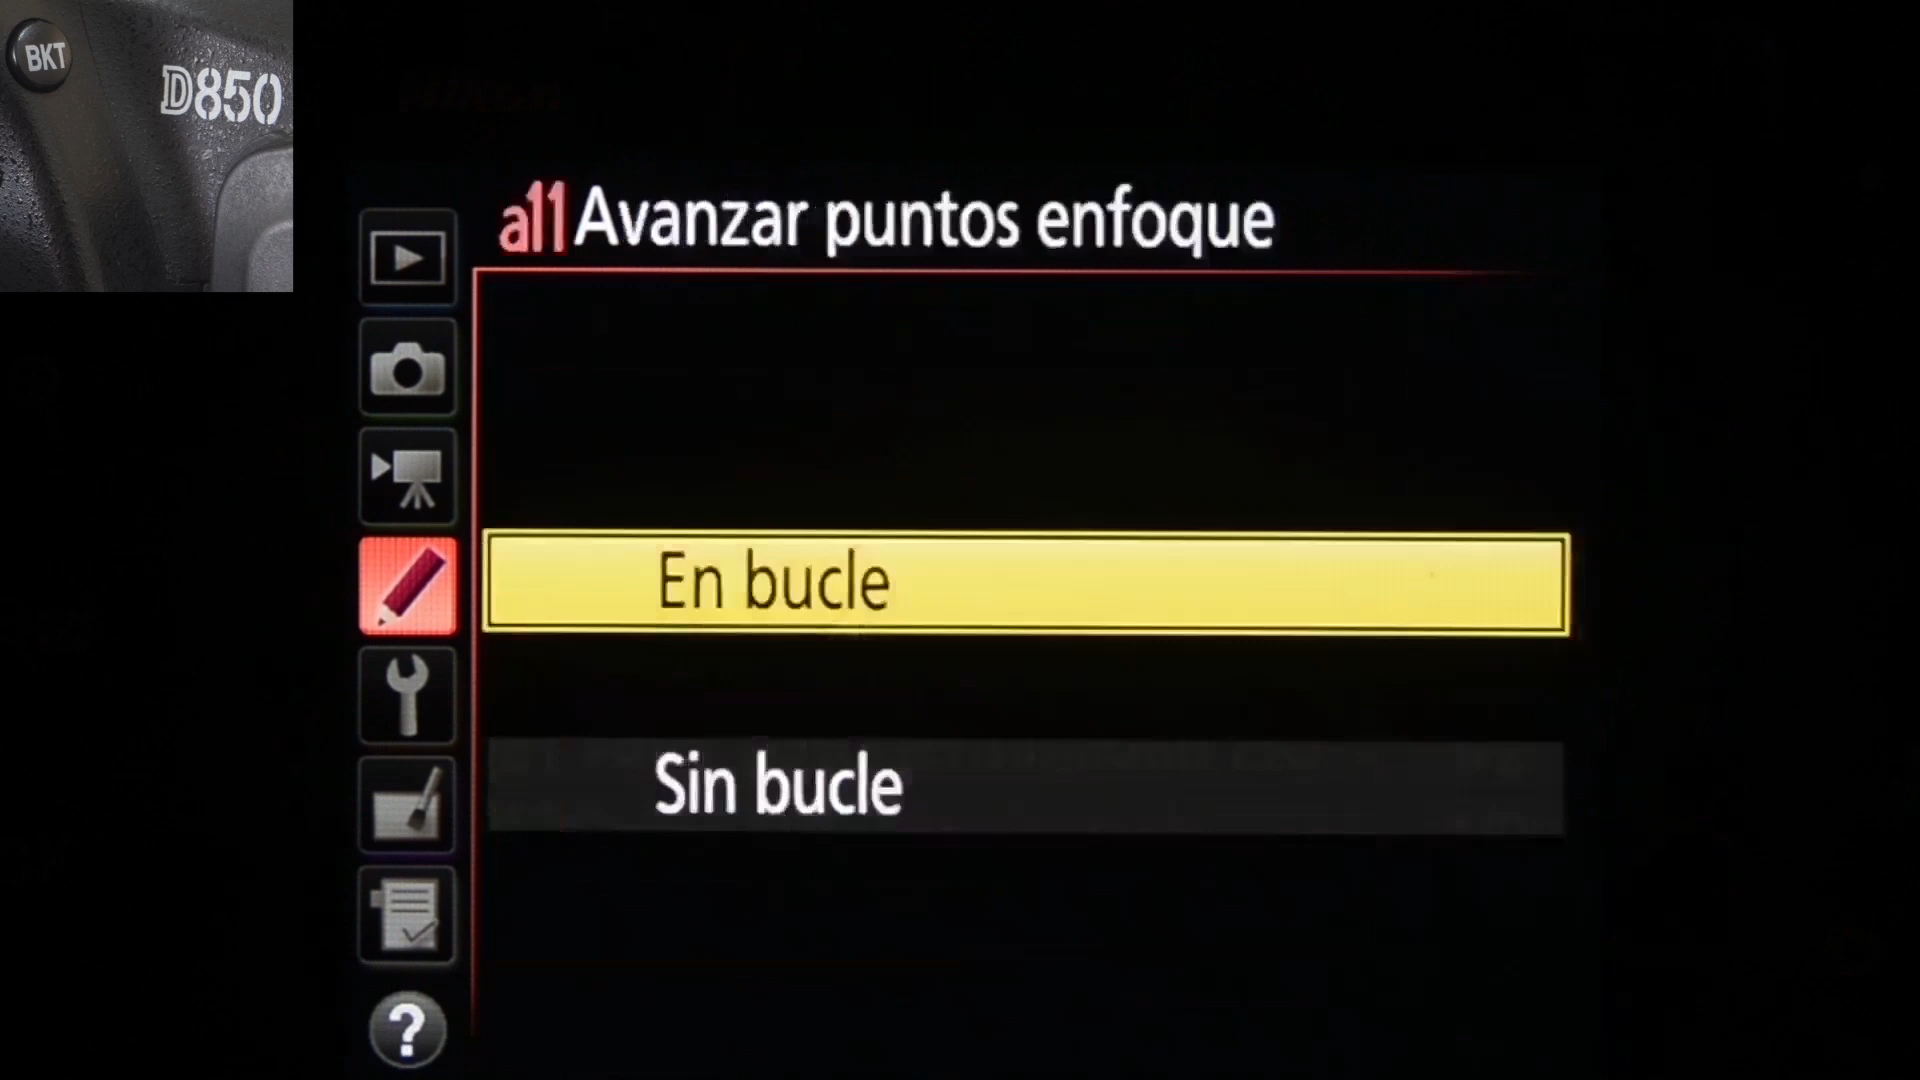 BKT
D850
a11 Avanzar puntos enfoque
En bucle
Sin bucle
?